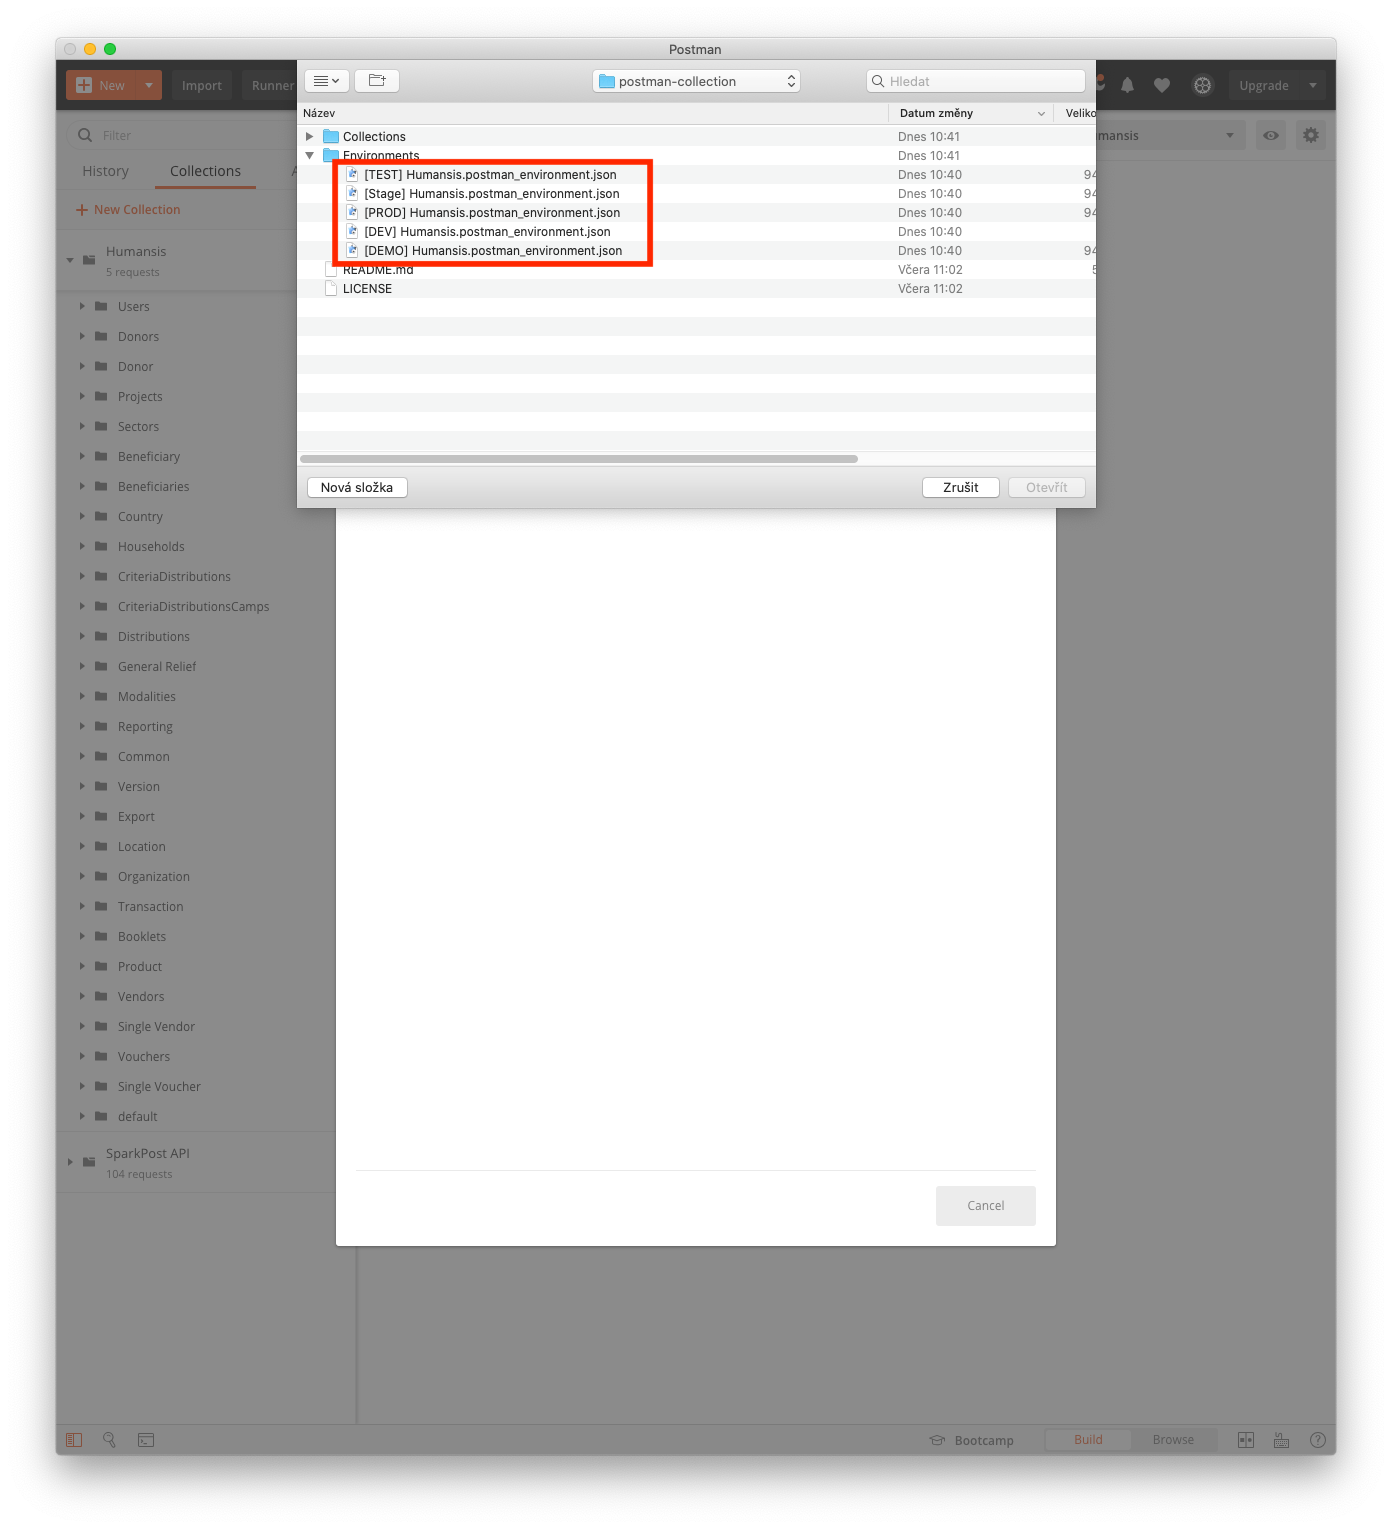 Postman
New
Import
Runner
postman-collection
Hledat
Upgrade
Název
Datum změny
Veliko
Filter
Collections
Dnes 10:41
mansis
Environments
Dnes 10:41
History
Collections
A
[TEST] Humansis.postman_environment.json
Dnes 10:40
94
[Stage] Humansis.postman_environment.json
Dnes 10:40
94
New Collection
[PROD] Humansis.postman_environment.json
Dnes 10:40
94
[DEV] Humansis.postman_environment.json
Dnes 10:40
Humansis
5 requests
[DEMO] Humansis.postman_environment.json
Dnes 10:40
94
README.md
Včera 11:02
5
LICENSE
Včera 11:02
Nová složka
Zrušit
Otevřít
Users
Donors
Donor
Projects
Sectors
Beneficiary
Beneficiaries
Country
Households
CriteriaDistributions
CriteriaDistributionsCamps
Distributions
General Relief
Modalities
Reporting
Common
Version
Export
Location
Organization
Transaction
Booklets
Product
Vendors
Single Vendor
Vouchers
Single Voucher
default
SparkPost API
104 requests
Cancel
Bootcamp
Build
Browse